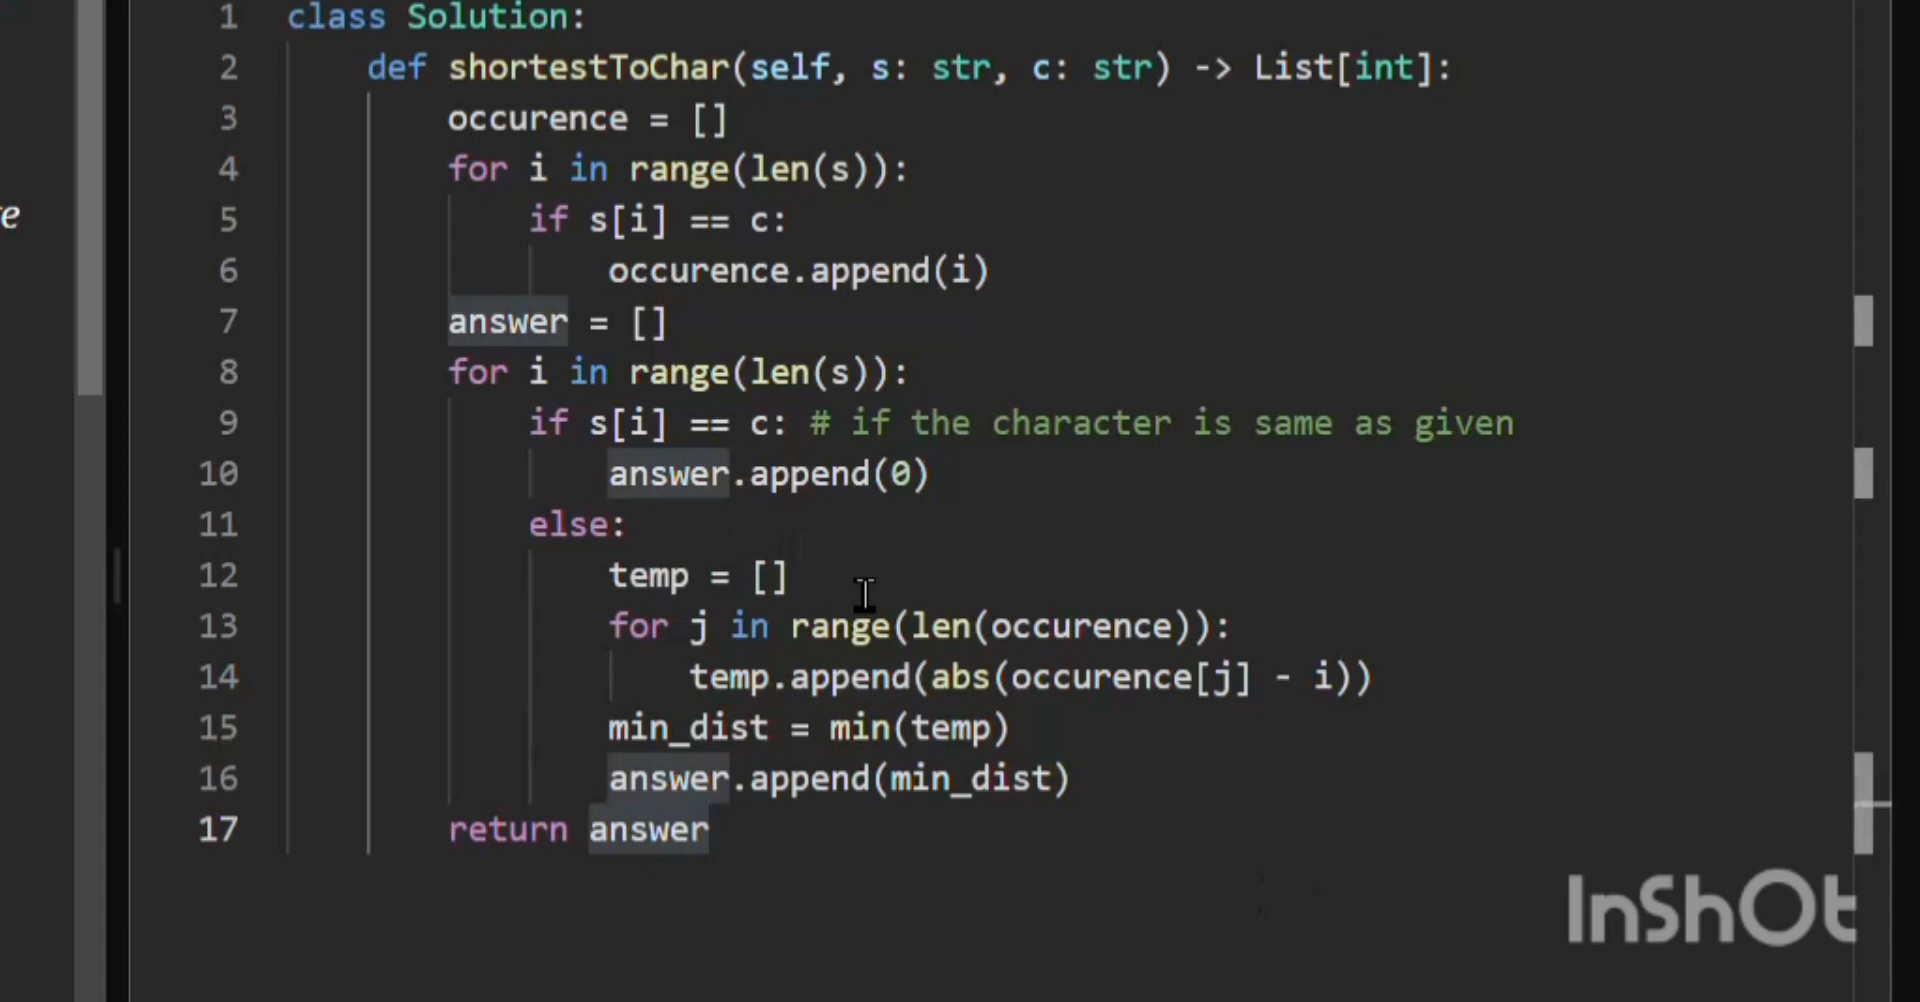 1 class Solution:
2 def shortestToChar(self, s: str, c: str) -> List[int]:
3 occurence = []
4 for i in range(len(s)):
5 if s[i] == c:
6 occurence.append(i)
7 answer = []
8 for i in range(len(s)):
9 if s[i] == c: # if the character is same as given
10 answer.append(0)
11 else:
12 temp = []
13 for j in range(len(occurence)):
14 temp.append(abs(occurence[j] - i))
15 min_dist = min(temp)
16 answer.append(min_dist)
17 return answer
InShOt